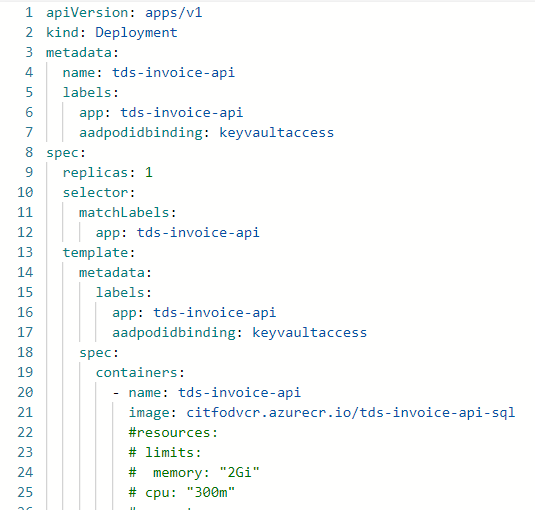 1 apiVersion: apps/v1
2 kind: Deployment
3 metadata:
4 name: tds-invoice-api
5 labels:
6 app: tds-invoice-api
7 aadpodidbinding: keyvaultaccess
8 spec:
9 replicas: 1
10 selector:
11 matchLabels:
12 app: tds-invoice-api
13 template:
14 metadata:
15 labels:
16 app: tds-invoice-api
17 aadpodidbinding: keyvaultaccess
18 spec:
19 containers:
20 - name: tds-invoice-api
21 image: citfodvcr.azurecr.io/tds-invoice-api-sql
22 #resources:
23 # limits:
24 #  memory: "2Gi"
25 # cpu: "300m"